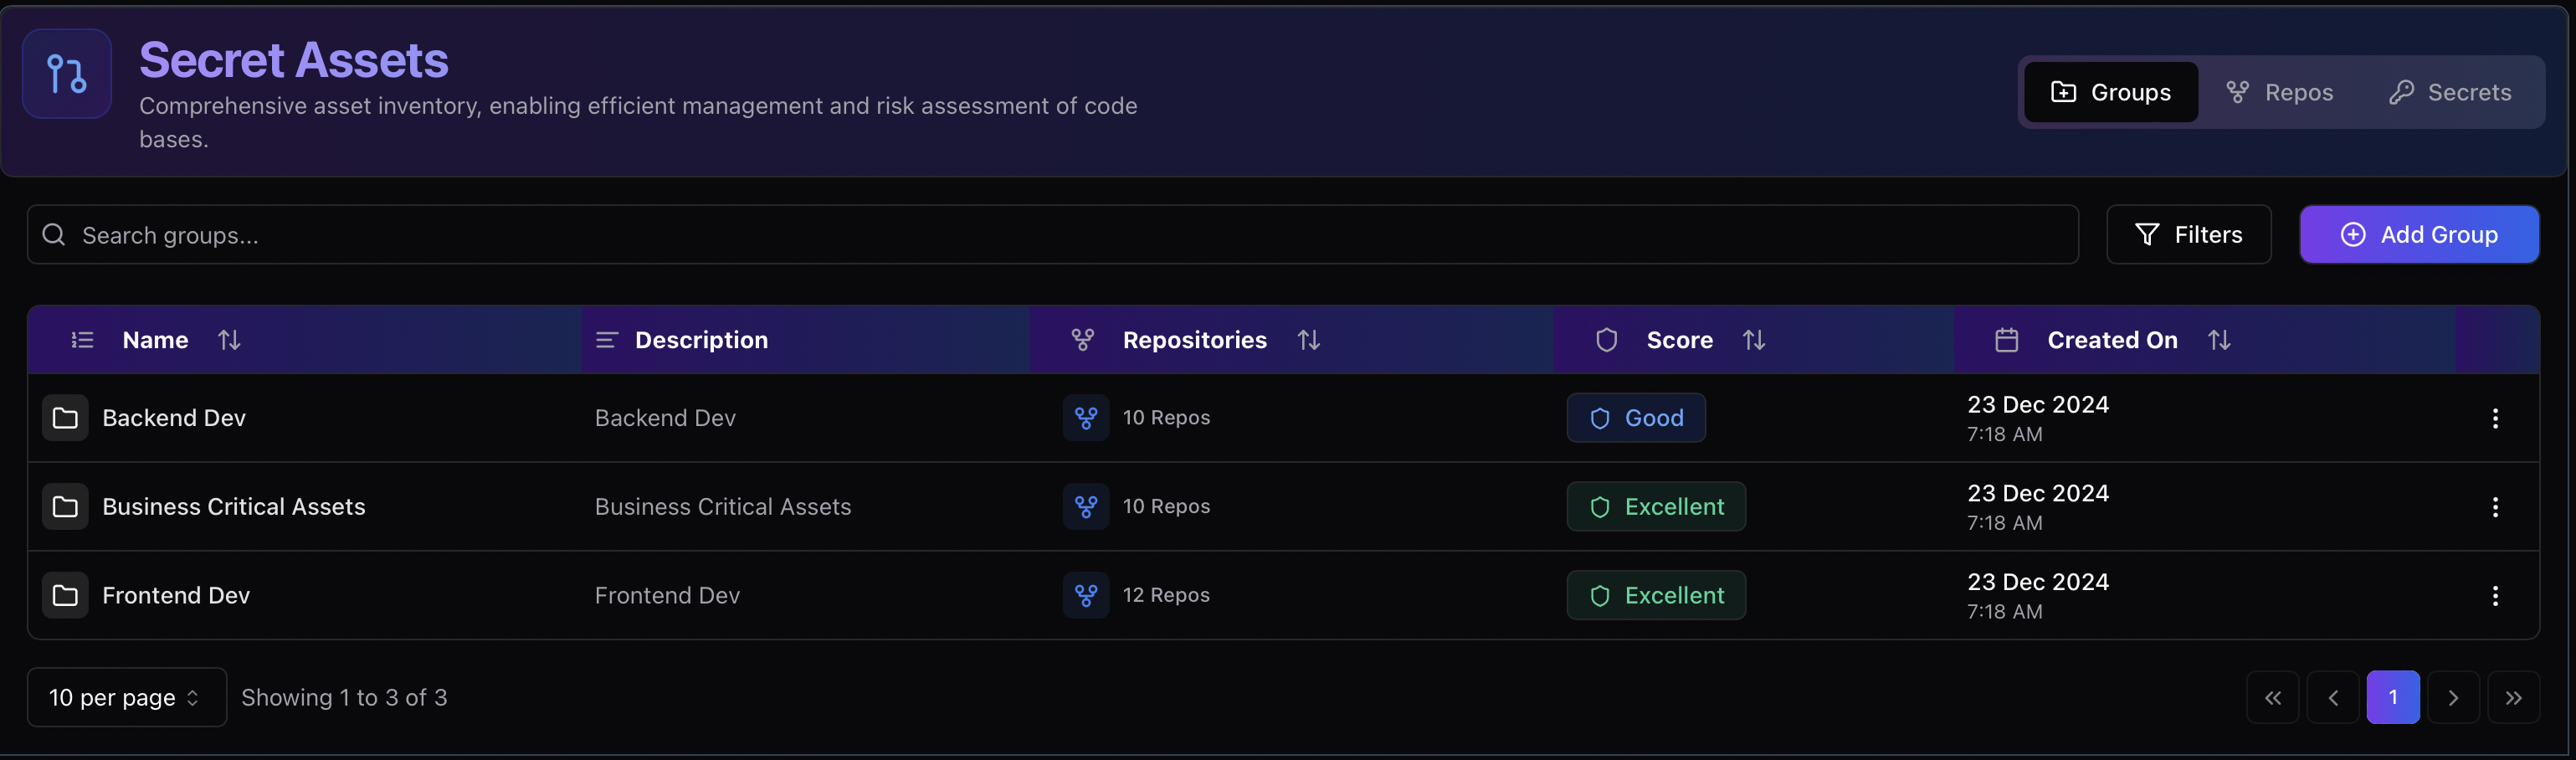 Secret Assets
Comprehensive asset inventory, enabling efficient management and risk assessment of code
bases.
Groups Repos Secrets
Search groups... Filters Add Group
Name Description Repositories Score Created On
Backend Dev Backend Dev 10 Repos Good 23 Dec 2024
7:18 AM
Business Critical Assets Business Critical Assets 10 Repos Excellent 23 Dec 2024
7:18 AM
Frontend Dev Frontend Dev 12 Repos Excellent 23 Dec 2024
7:18 AM
10 per page Showing 1 to 3 of 3 1